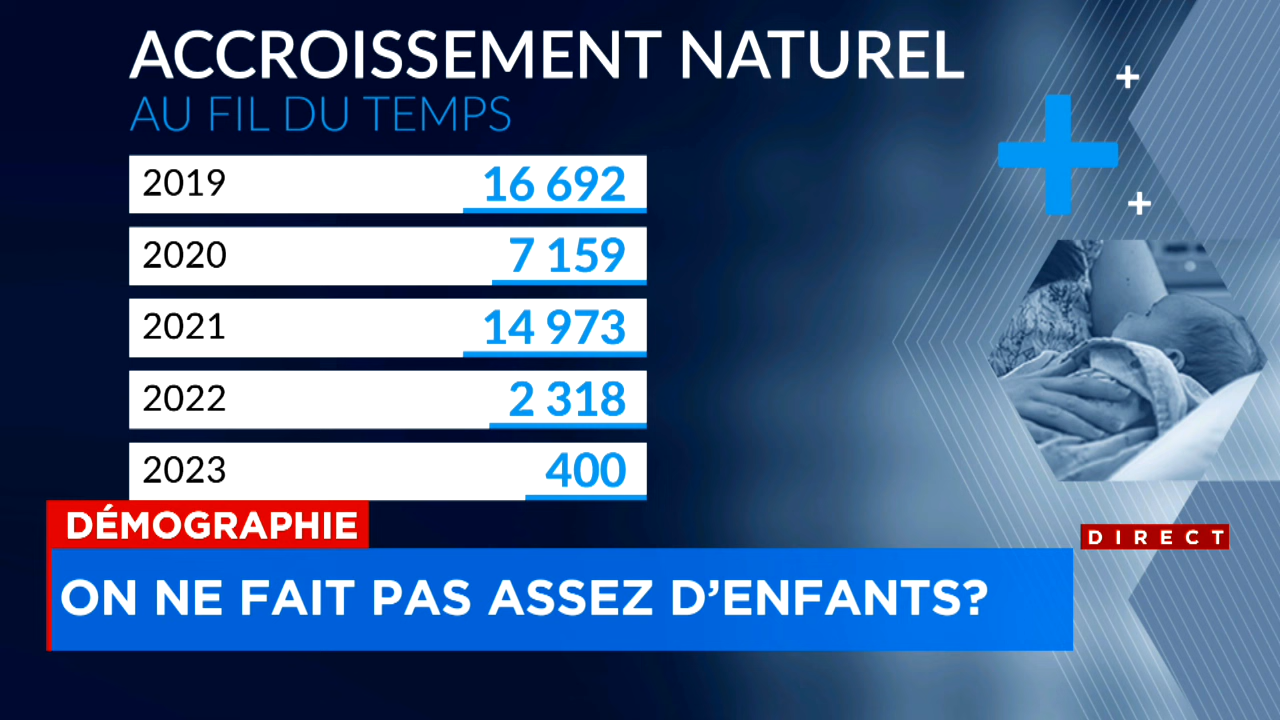 ACCROISSEMENT NATUREL
AU FIL DU TEMPS
2019 16 692
2020 7 159
2021 14 973
2022 2 318
2023 400
DÉMOGRAPHIE
DIRECT
ON NE FAIT PAS ASSEZ D’ENFANTS?